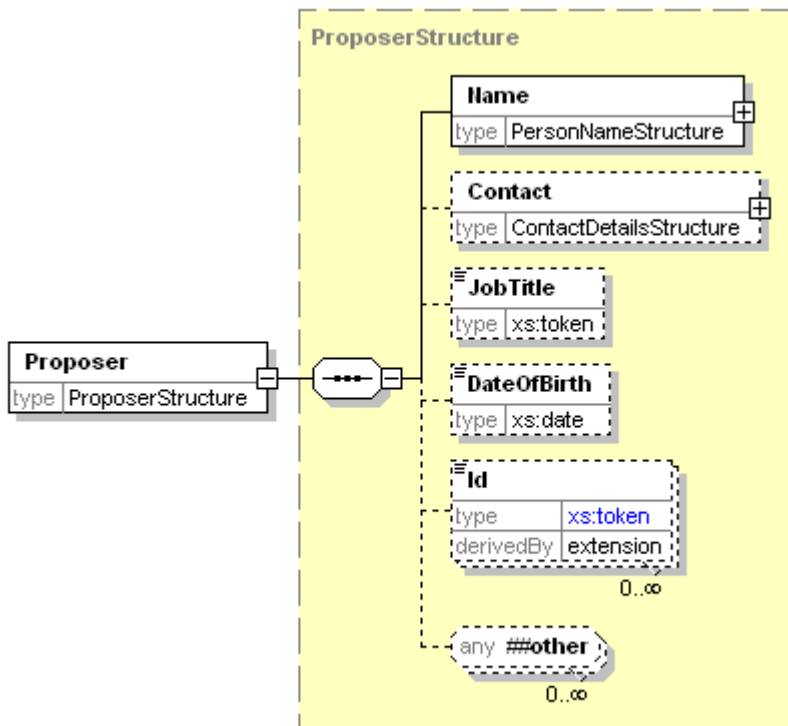 ProposerStructure
Name
type PersonNameStructure
Contact
type ContactDetailsStructure
JobTitle
type xs:token
Proposer
type ProposerStructure
DateOfBirth
type xs:date
Id
type xs:token
derivedBy extension
0..∞
any ##other
0..∞